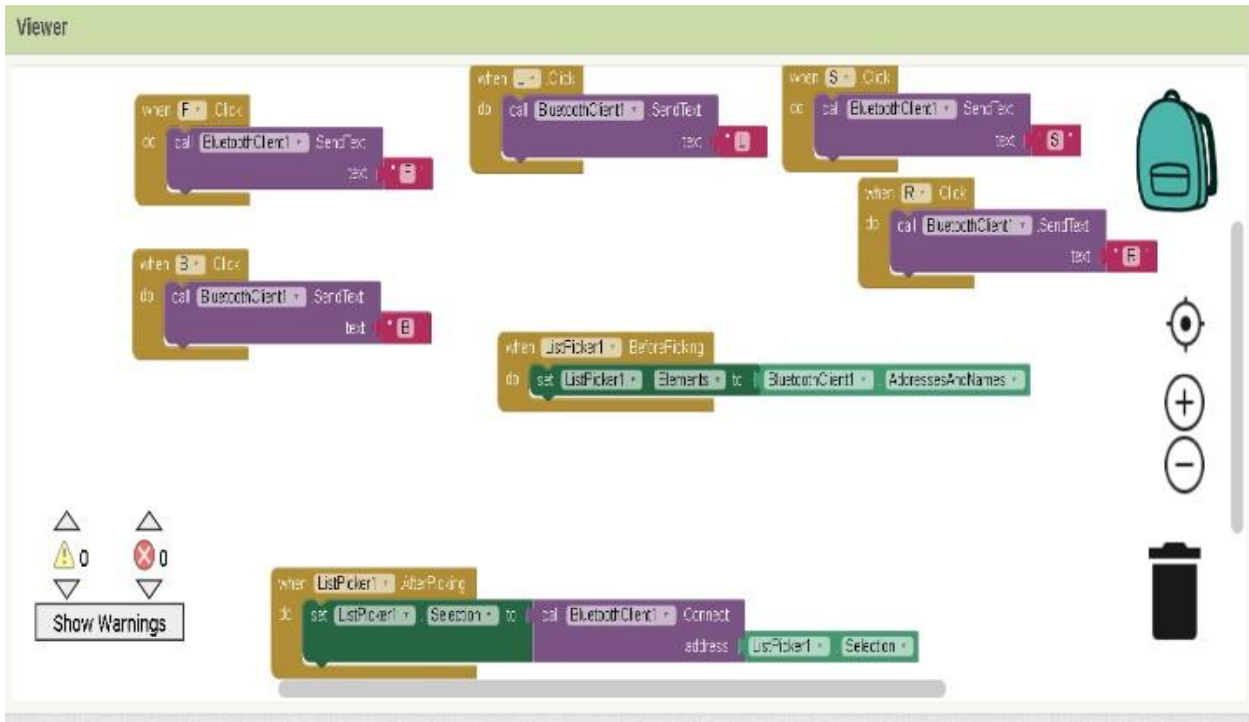 Viewer
when F .Click
do call BluetoothClient1 .SendText
text " F "
when L .Click
do call BluetoothClient1 .SendText
text " L
when S .Click
do call BluetoothClient1 .SendText
text " S "
when R .Click
do call BluetoothClient1 .SendText
text " R "
when B .Click
do call BluetoothClient1 .SendText
text " B
when ListPicker1 .BeforePicking
do set ListPicker1 . Elements to BluetoothClient1 . AddressesAndNames
0 0
Show Warnings
when ListPicker1 .AfterPicking
do set ListPicker1 . Selection to call BluetoothClient1 .Connect
address ListPicker1 . Selection